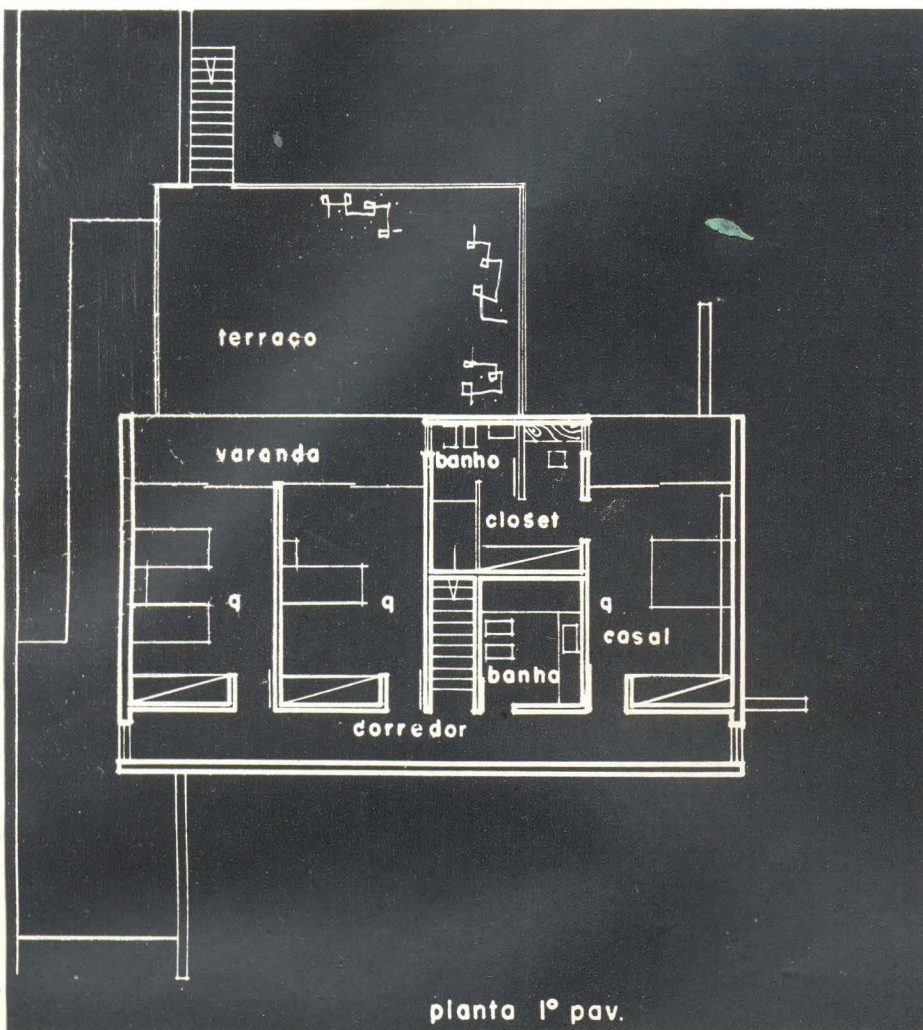 terraço
varanda
banho
closet
q
q
q
casal
banho
corredor
planta 1º pav.